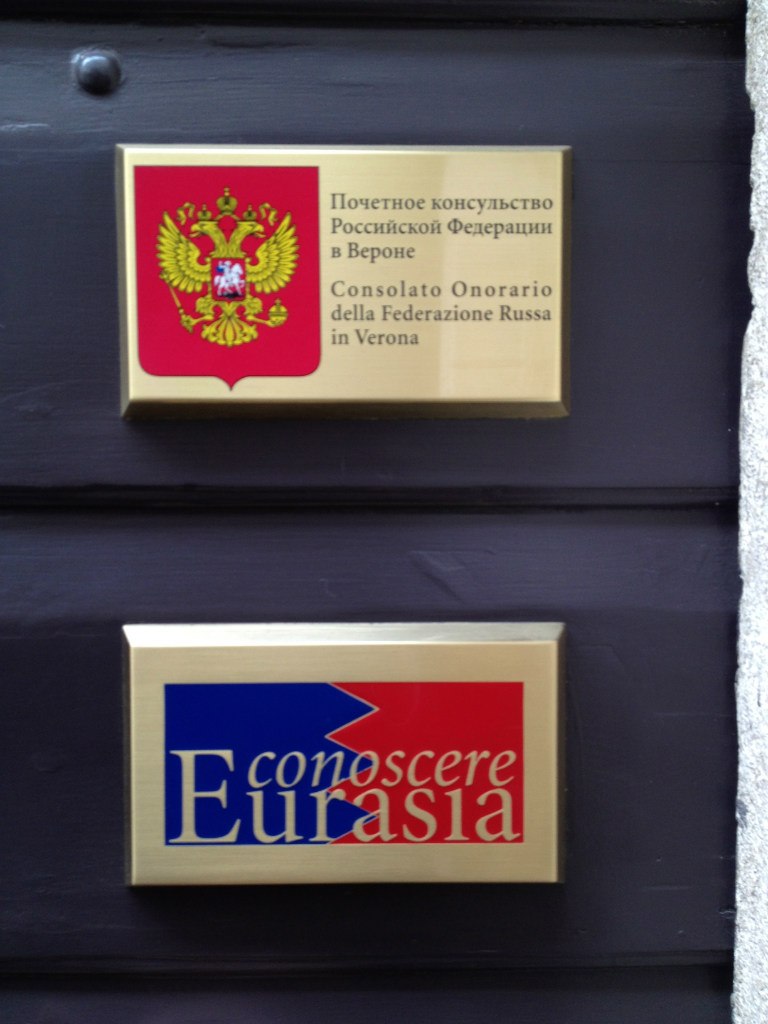 Почетное консульство
Российской Федерации
в Вероне
Consolato Onorario
della Federazione Russa
in Verona
conoscere
Eurasia